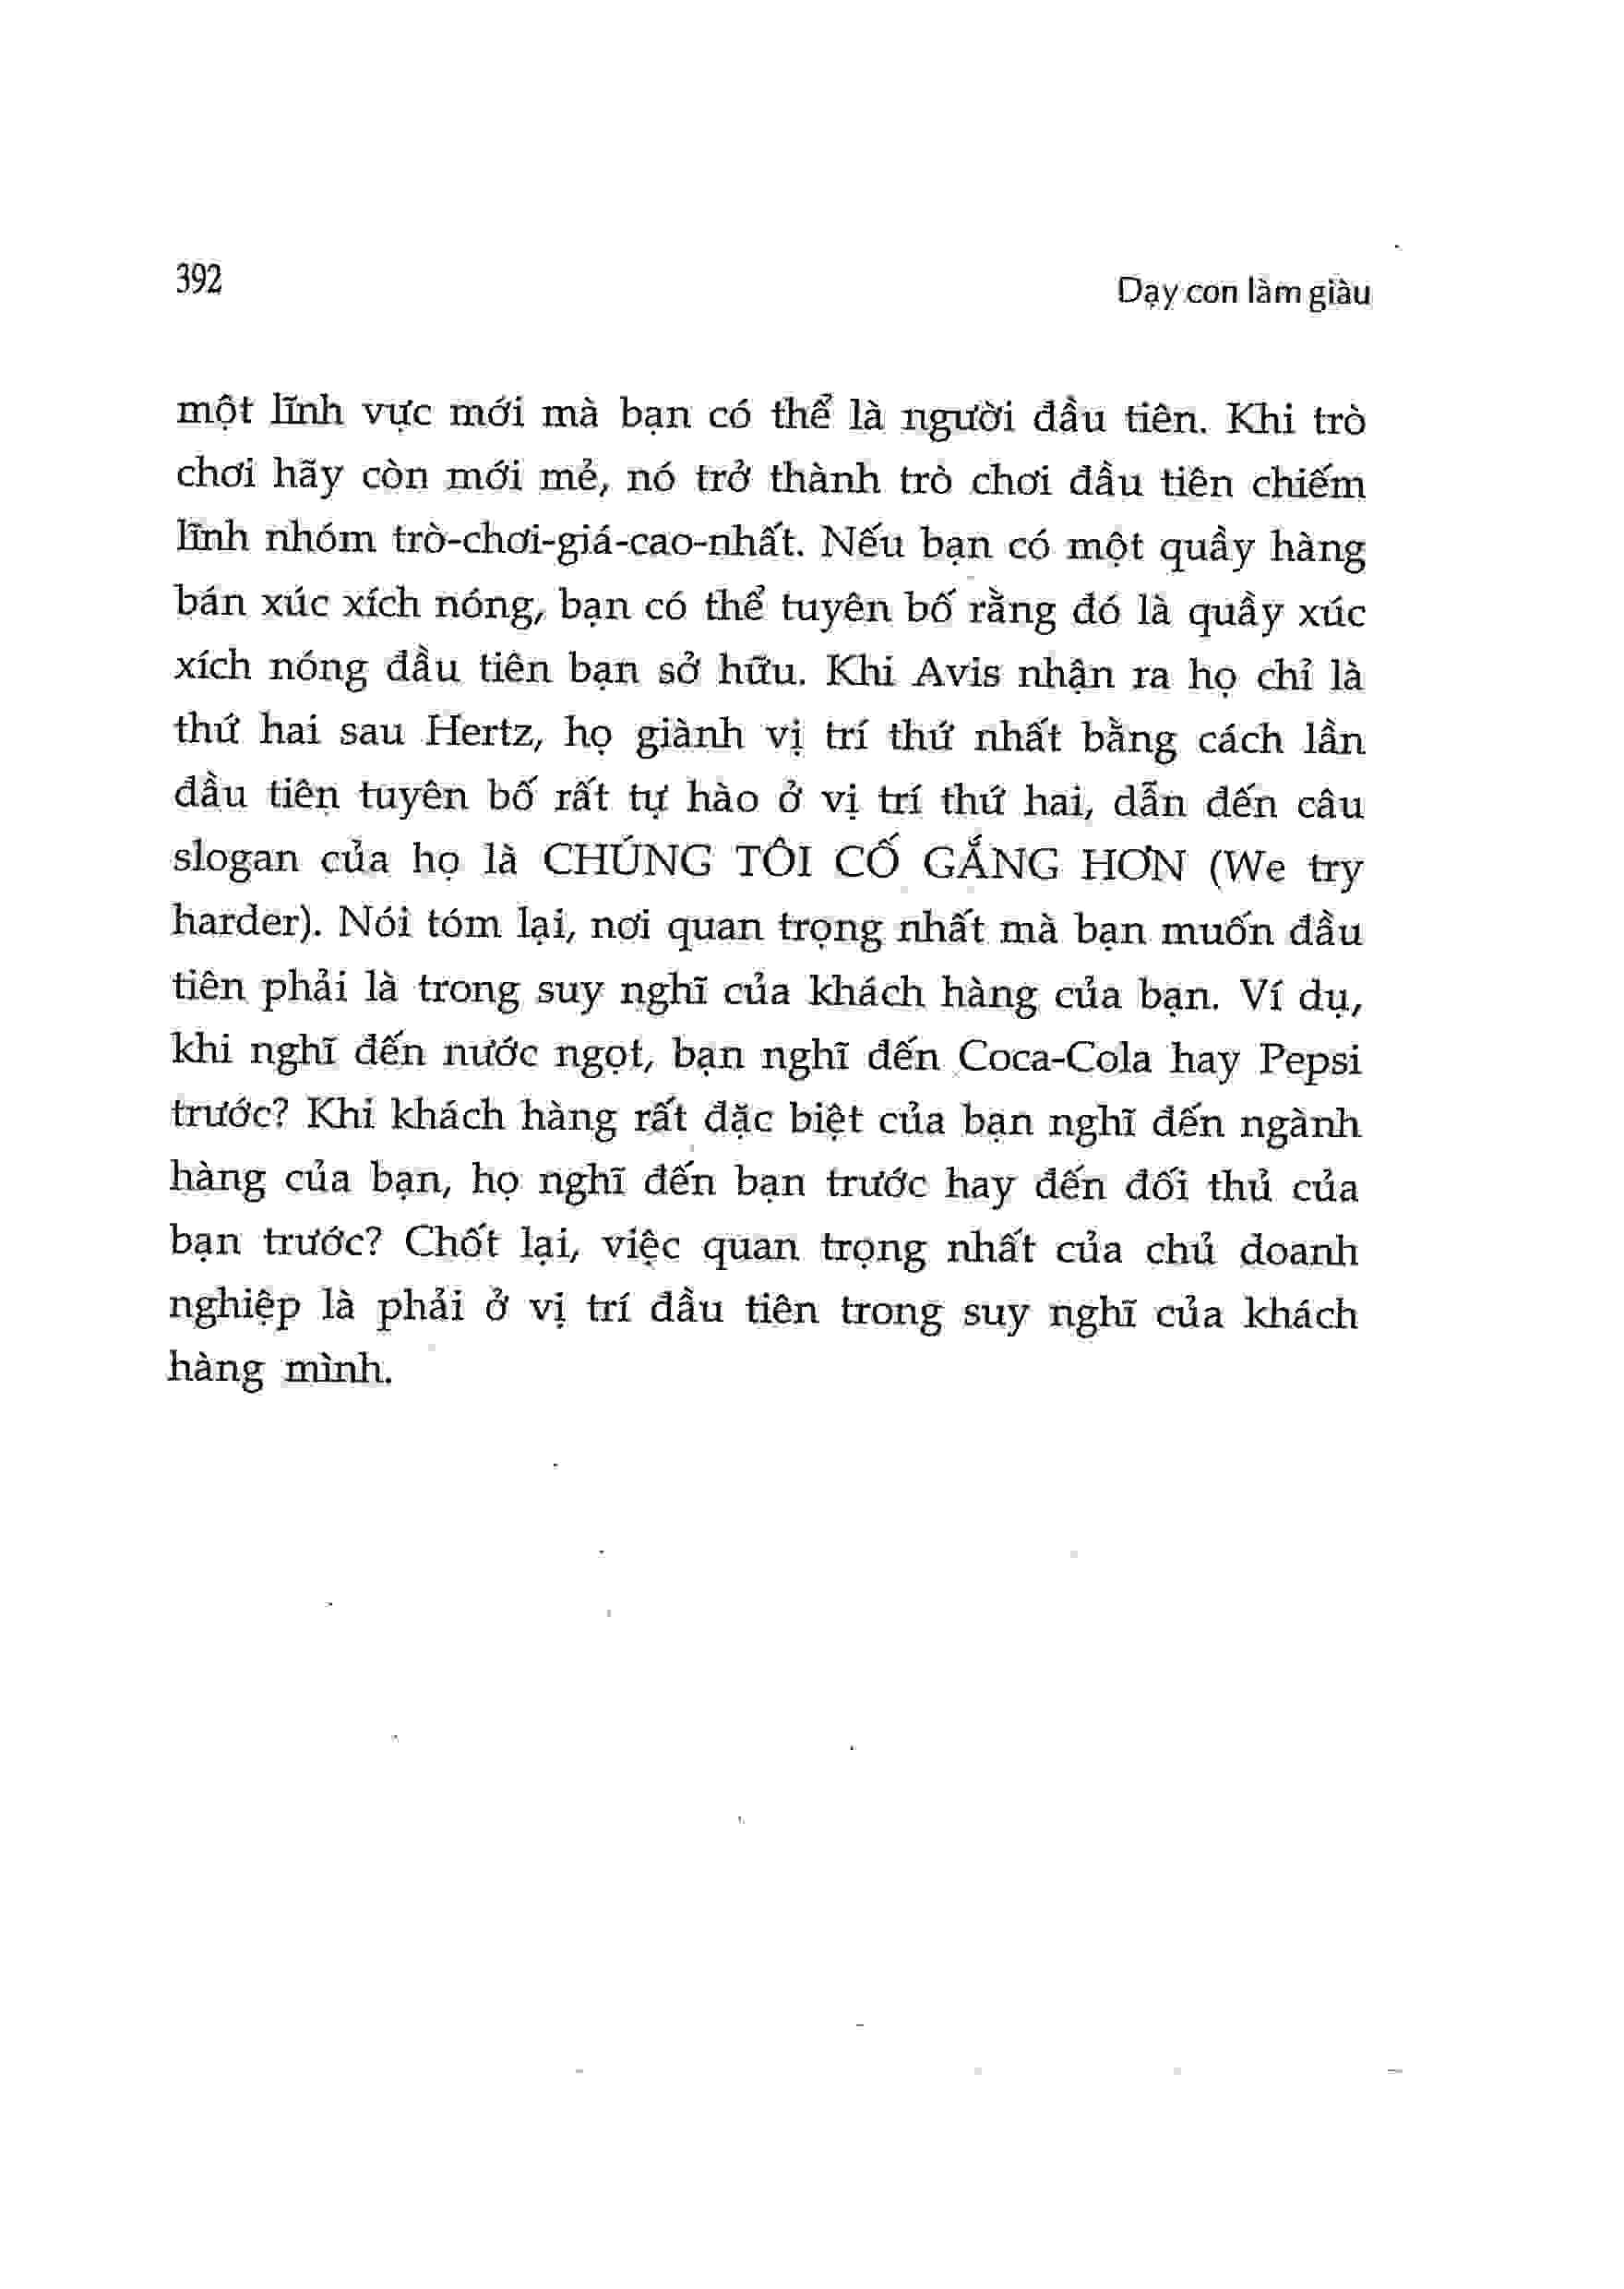 392
Dạy con làm giàu
một lĩnh vực mới mà bạn có thể là người đầu tiên. Khi trò
chơi hãy còn mới mẻ, nó trở thành trò chơi đầu tiên chiếm
lĩnh nhóm trò-chơi-giá-cao-nhất. Nếu bạn có một quầy hàng
bán xúc xích nóng, bạn có thể tuyên bố rằng đó là quầy xúc
xích nóng đầu tiên bạn sở hữu. Khi Avis nhận ra họ chỉ là
thứ hai sau Hertz, họ giành vị trí thứ nhất bằng cách lần
đầu tiên tuyên bố rất tự hào ở vị trí thứ hai, dẫn đến câu
slogan của họ là CHÚNG TÔI CỐ GẮNG HƠN (We try
harder). Nói tóm lại, nơi quan trọng nhất mà bạn muốn đầu
tiên phải là trong suy nghĩ của khách hàng của bạn. Ví dụ,
khi nghĩ đến nước ngọt, bạn nghĩ đến Coca-Cola hay Pepsi
trước? Khi khách hàng rất đặc biệt của bạn nghĩ đến ngành
hàng của bạn, họ nghĩ đến bạn trước hay đến đối thủ của
bạn trước? Chốt lại, việc quan trọng nhất của chủ doanh
nghiệp là phải ở vị trí đầu tiên trong suy nghĩ của khách
hàng mình.